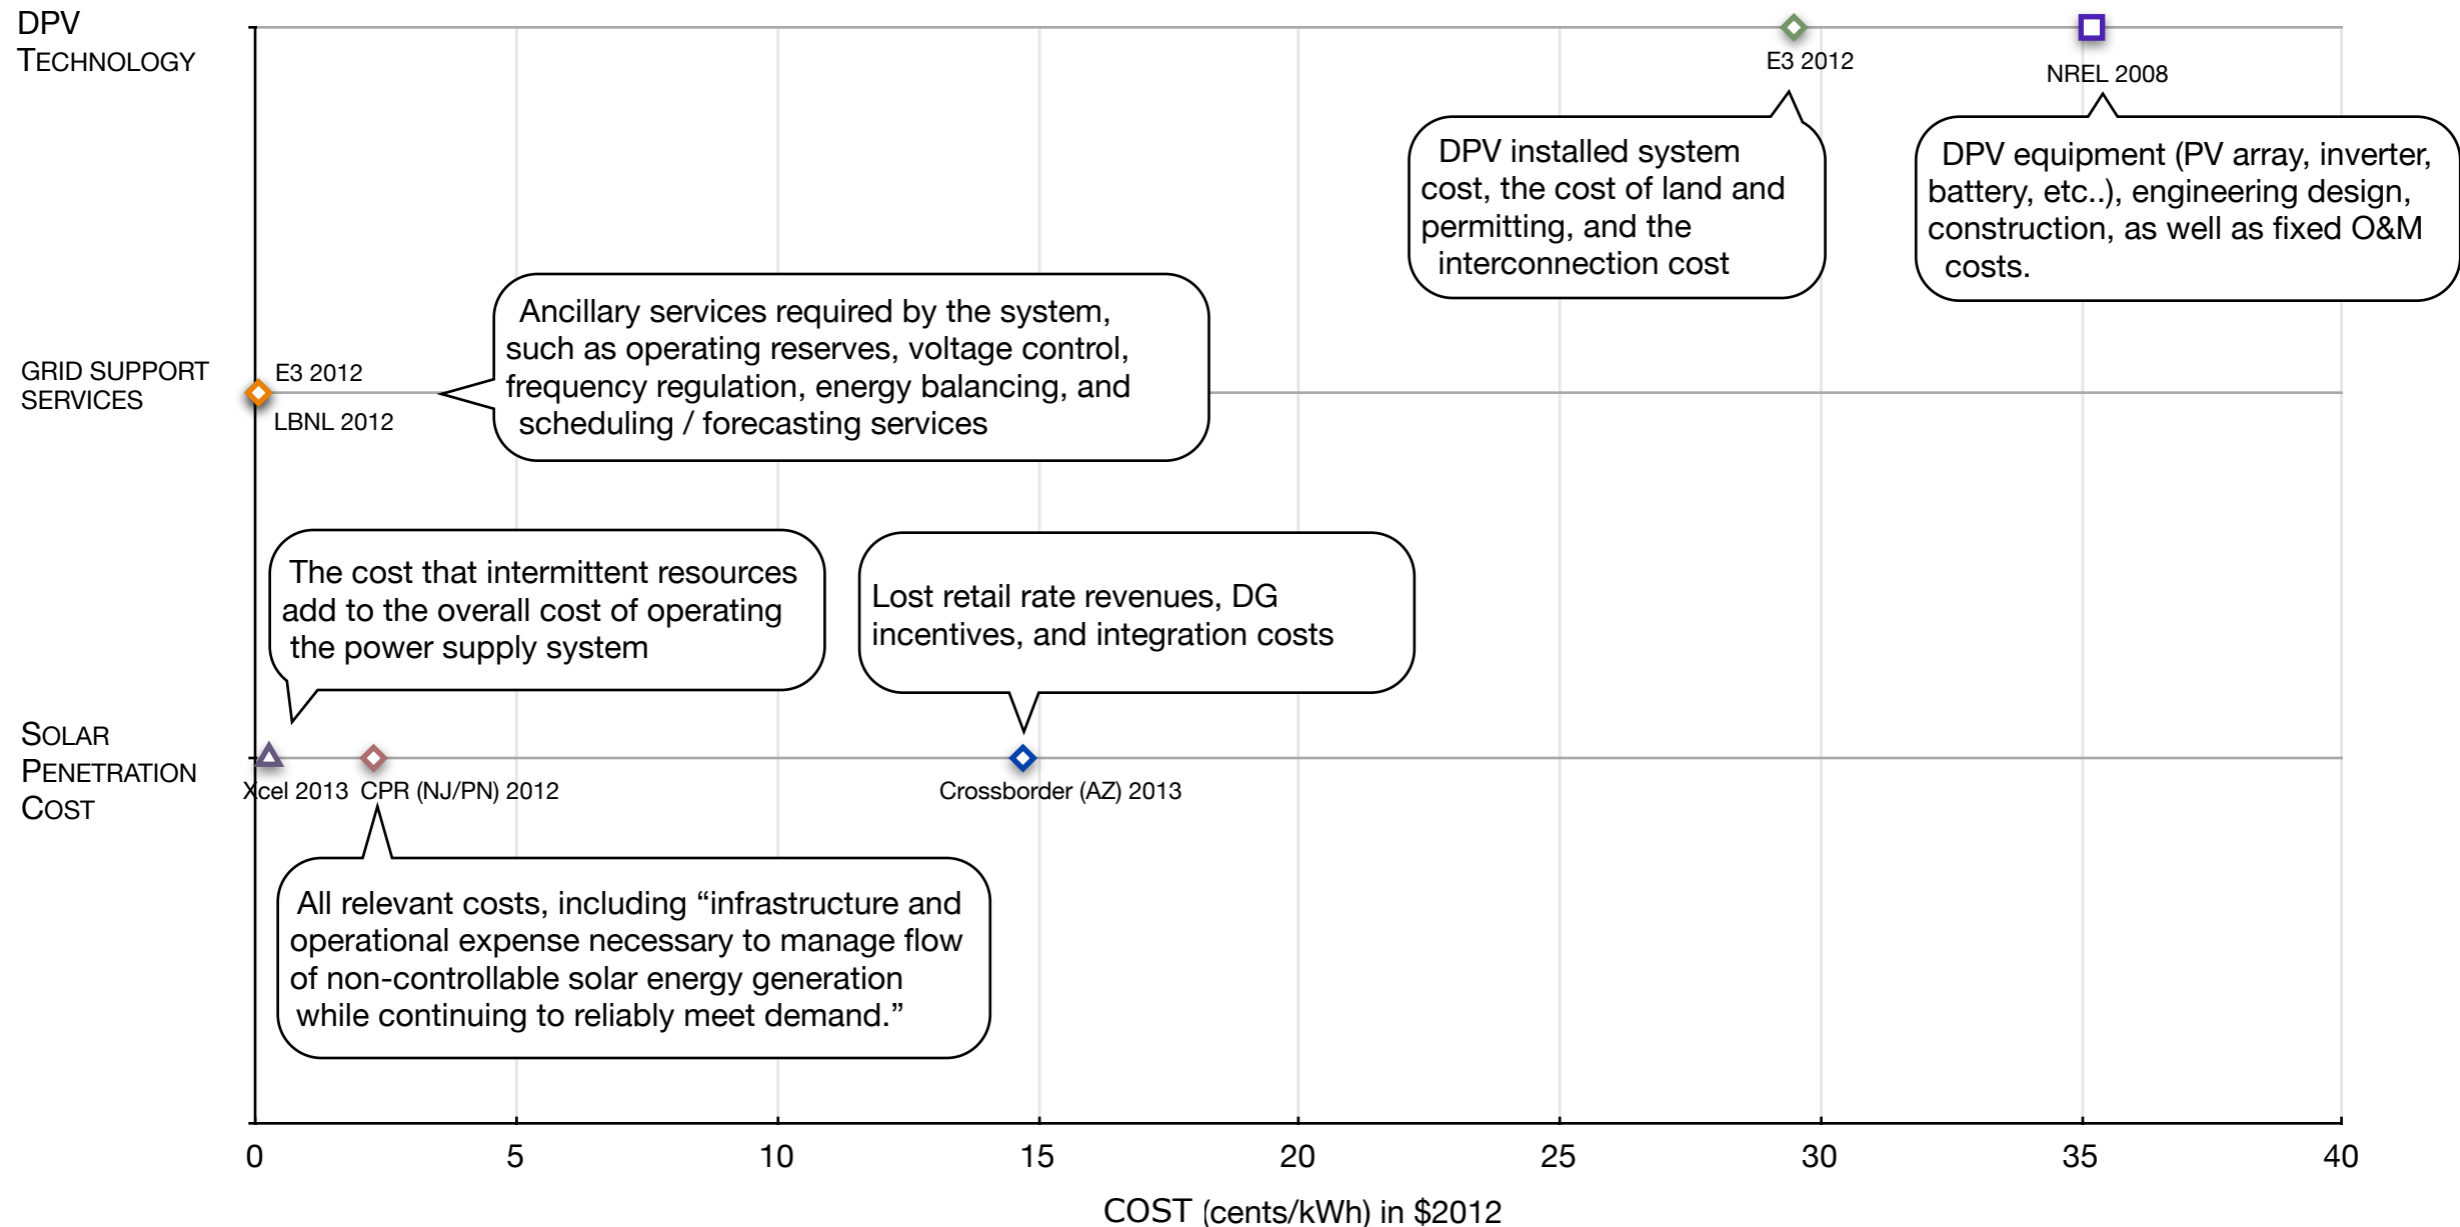 DPV
TECHNOLOGY
E3 2012
NREL 2008
DPV installed system
cost, the cost of land and
permitting, and the
interconnection cost
DPV equipment (PV array, inverter,
battery, etc..), engineering design,
construction, as well as fixed O&M
costs.
Ancillary services required by the system,
such as operating reserves, voltage control,
frequency regulation, energy balancing, and
scheduling / forecasting services
GRID SUPPORT
SERVICES
E3 2012
LBNL 2012
The cost that intermittent resources
add to the overall cost of operating
the power supply system
Lost retail rate revenues, DG
incentives, and integration costs
SOLAR
PENETRATION
COST
Xcel 2013
CPR (NJ/PN) 2012
Crossborder (AZ) 2013
All relevant costs, including “infrastructure and
operational expense necessary to manage flow
of non-controllable solar energy generation
while continuing to reliably meet demand.”
0 5 10 15 20 25 30 35 40
COST (cents/kWh) in $2012